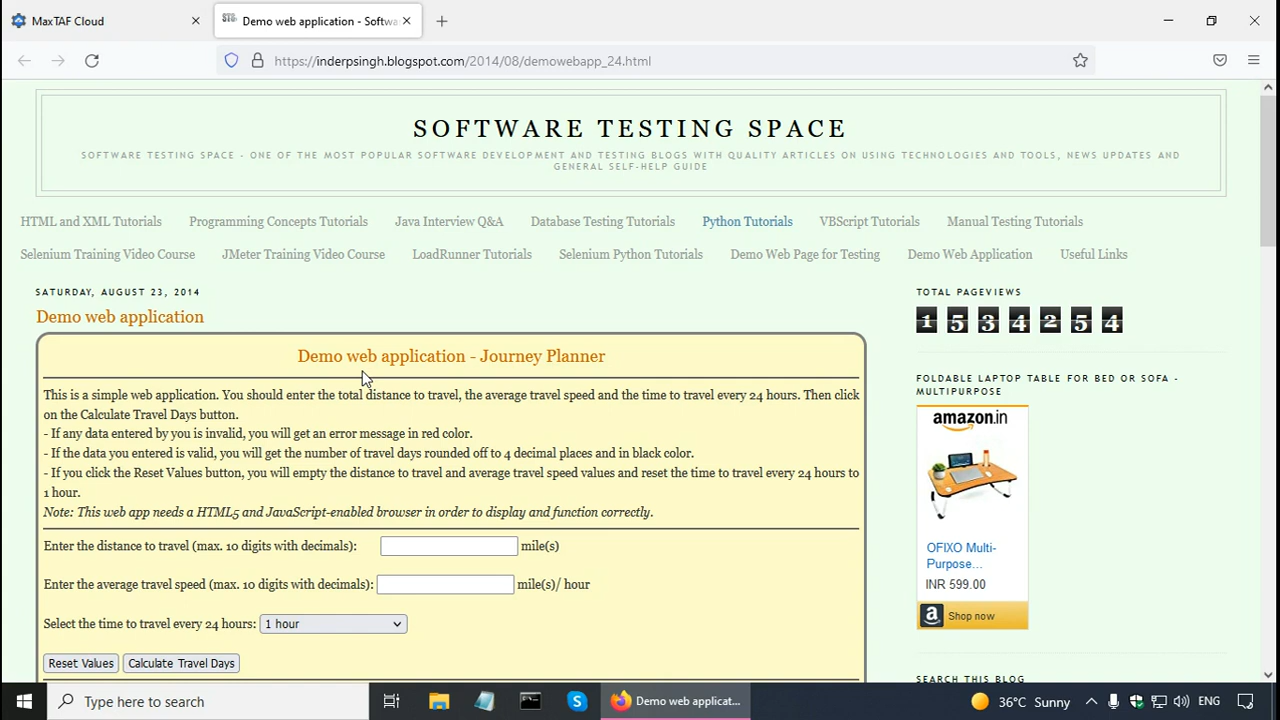 MaxTAF Cloud
Demo web application - Softwa
https://inderpsingh.blogspot.com/2014/08/demowebapp_24.html
SOFTWARE TESTING SPACE
SOFTWARE TESTING SPACE - ONE OF THE MOST POPULAR SOFTWARE DEVELOPMENT AND TESTING BLOGS WITH QUALITY ARTICLES ON USING TECHNOLOGIES AND TOOLS, NEWS UPDATES AND
GENERAL SELF-HELP GUIDE
HTML and XML Tutorials Programming Concepts Tutorials Java Interview Q&A Database Testing Tutorials Python Tutorials VBScript Tutorials Manual Testing Tutorials
Selenium Training Video Course JMeter Training Video Course LoadRunner Tutorials Selenium Python Tutorials Demo Web Page for Testing Demo Web Application Useful Links
SATURDAY, AUGUST 23, 2014
Demo web application
Demo web application - Journey Planner
This is a simple web application. You should enter the total distance to travel, the average travel speed and the time to travel every 24 hours. Then click
on the Calculate Travel Days button.
- If any data entered by you is invalid, you will get an error message in red color.
- If the data you entered is valid, you will get the number of travel days rounded off to 4 decimal places and in black color.
- If you click the Reset Values button, you will empty the distance to travel and average travel speed values and reset the time to travel every 24 hours to
1 hour.
Note: This web app needs a HTML5 and JavaScript-enabled browser in order to display and function correctly.
Enter the distance to travel (max. 10 digits with decimals): mile(s)
Enter the average travel speed (max. 10 digits with decimals): mile(s)/ hour
Select the time to travel every 24 hours: 1 hour
Reset Values Calculate Travel Days
TOTAL PAGEVIEWS
1534254
FOLDABLE LAPTOP TABLE FOR BED OR SOFA -
MULTIPURPOSE
amazon.in
OFIXO Multi-
Purpose...
INR 599.00
Shop now
SEARCH THIS BLOG
Type here to search
Demo web applicat...
36°C Sunny
ENG